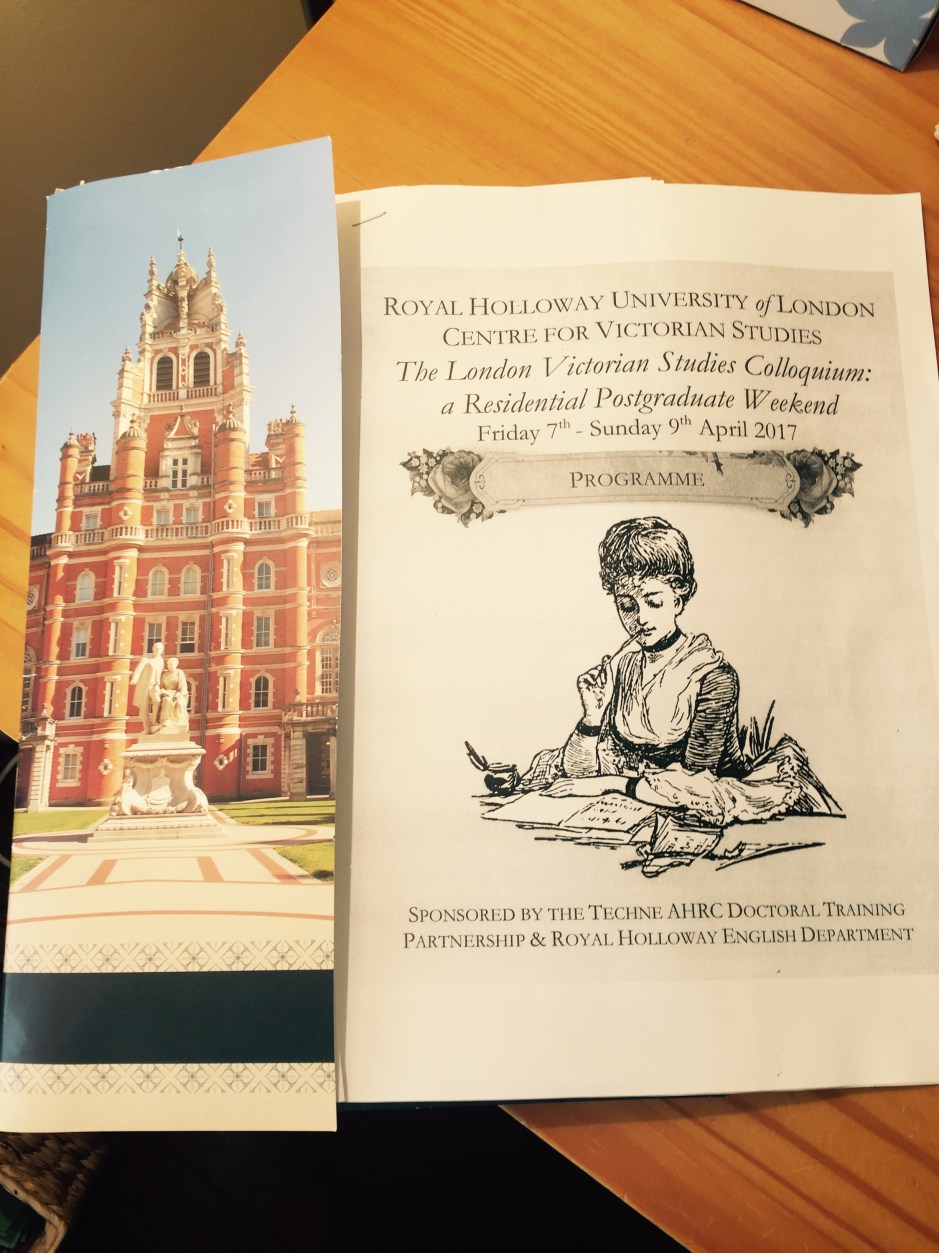 ROYAL HOLLOWAY UNIVERSITY of LONDON
CENTRE FOR VICTORIAN STUDIES
The London Victorian Studies Colloquium:
a Residential Postgraduate Weekend
Friday 7th - Sunday 9th April 2017
PROGRAMME
SPONSORED BY THE TECHNE AHRC DOCTORAL TRAINING
PARTNERSHIP & ROYAL HOLLOWAY ENGLISH DEPARTMENT